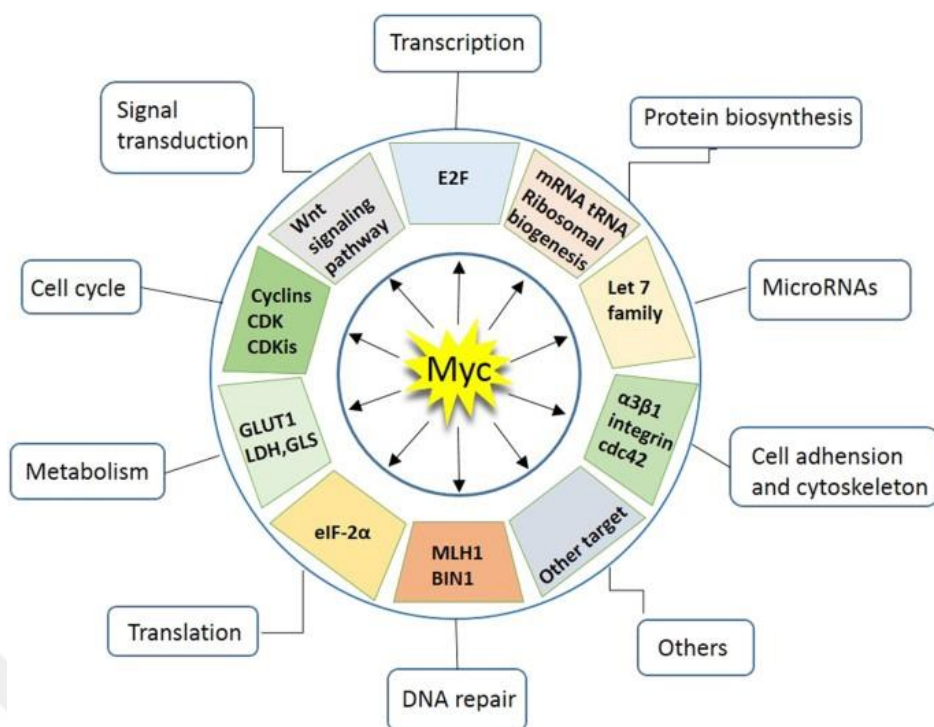 Transcription
Signal
transduction
Protein biosynthesis
E2F
mRNA tRNA
Ribosomal
biogenesis
Wnt
signaling
pathway
Cell cycle
Cyclins
CDK
CDKis
Let 7
family
MicroRNAs
Myc
GLUT1
LDH,GLS
α3β1
integrin
cdc42
Metabolism
Cell adhension
and cytoskeleton
eIF-2α
MLH1
BIN1
Other target
Translation
Others
DNA repair